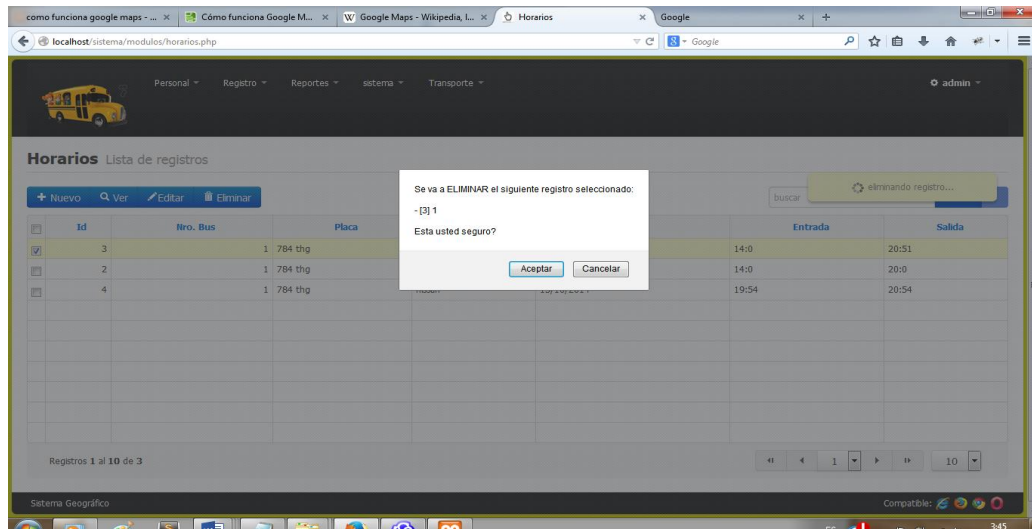 como funciona google maps - ...
Cómo funciona Google M...
W Google Maps - Wikipedia, l...
Horarios
Google
localhost/sistema/modulos/horarios.php
8 Google
Personal
Registro
Reportes
sistema
Transporte
admin
Horarios Lista de registros
Nuevo
Ver
Editar
Eliminar
buscar
eliminando registro...
Se va a ELIMINAR el siguiente registro seleccionado:
- [3] 1
Esta usted seguro?
Aceptar
Cancelar
Id Nro. Bus Placa Entrada Salida
3 1 784 thg 14:0 20:51
2 1 784 thg 14:0 20:0
4 1 784 thg 19:54 20:54
Registros 1 al 10 de 3
1
10
Sistema Geográfico
Compatible:
ES
3:45